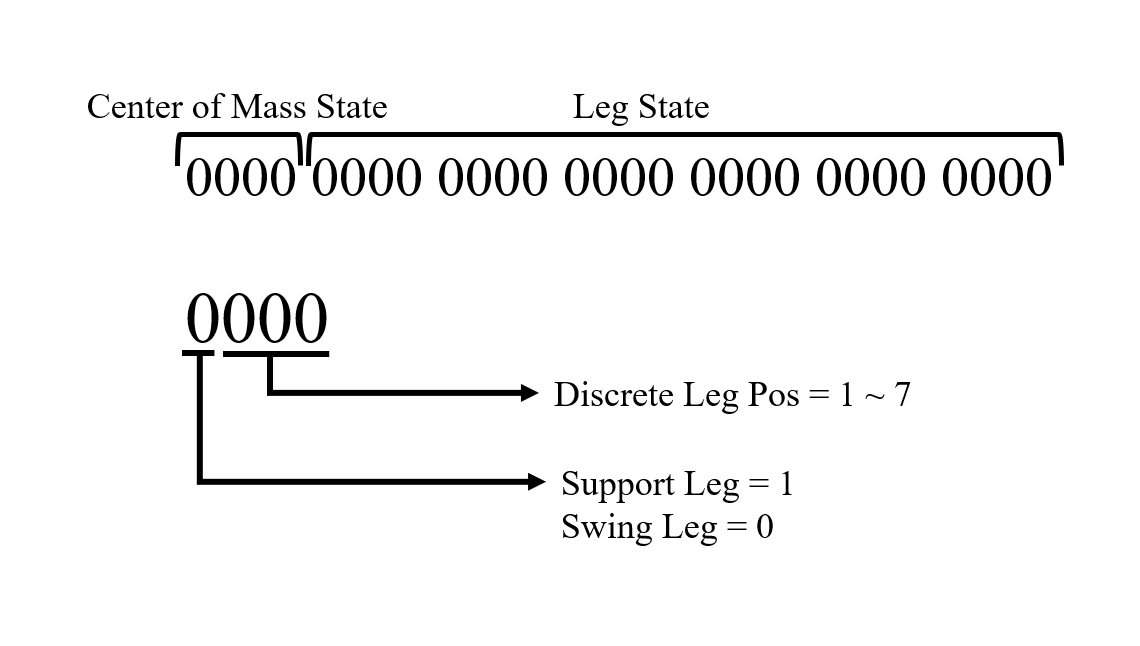 Center of Mass State Leg State
0000 0000 0000 0000 0000 0000 0000
0000
Discrete Leg Pos = 1 ~ 7
Support Leg = 1
Swing Leg = 0